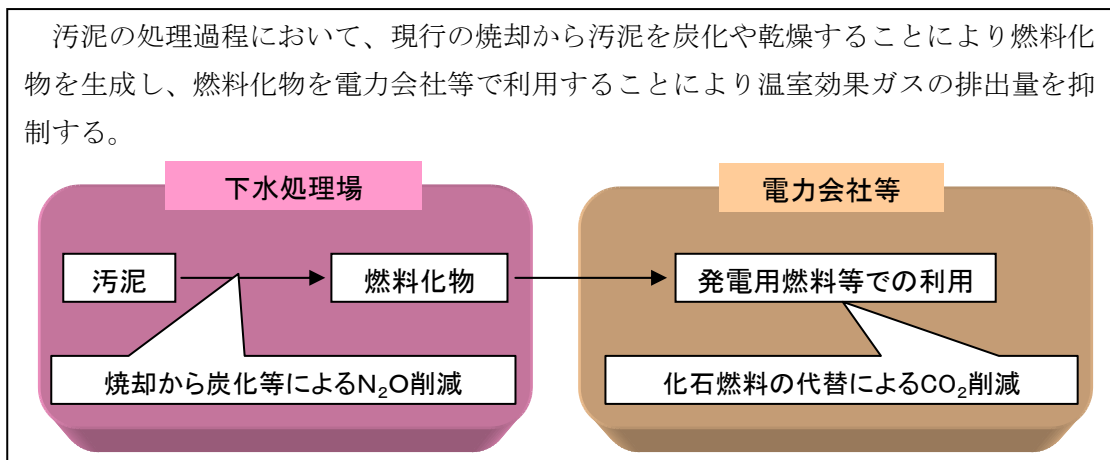 汚泥の処理過程において、現行の焼却から汚泥を炭化や乾燥することにより燃料化
物を生成し、燃料化物を電力会社等で利用することにより温室効果ガスの排出量を抑
制する。
下水処理場
電力会社等
汚泥
燃料化物
発電用燃料等での利用
焼却から炭化等によるN₂O削減
化石燃料の代替によるCO₂削減